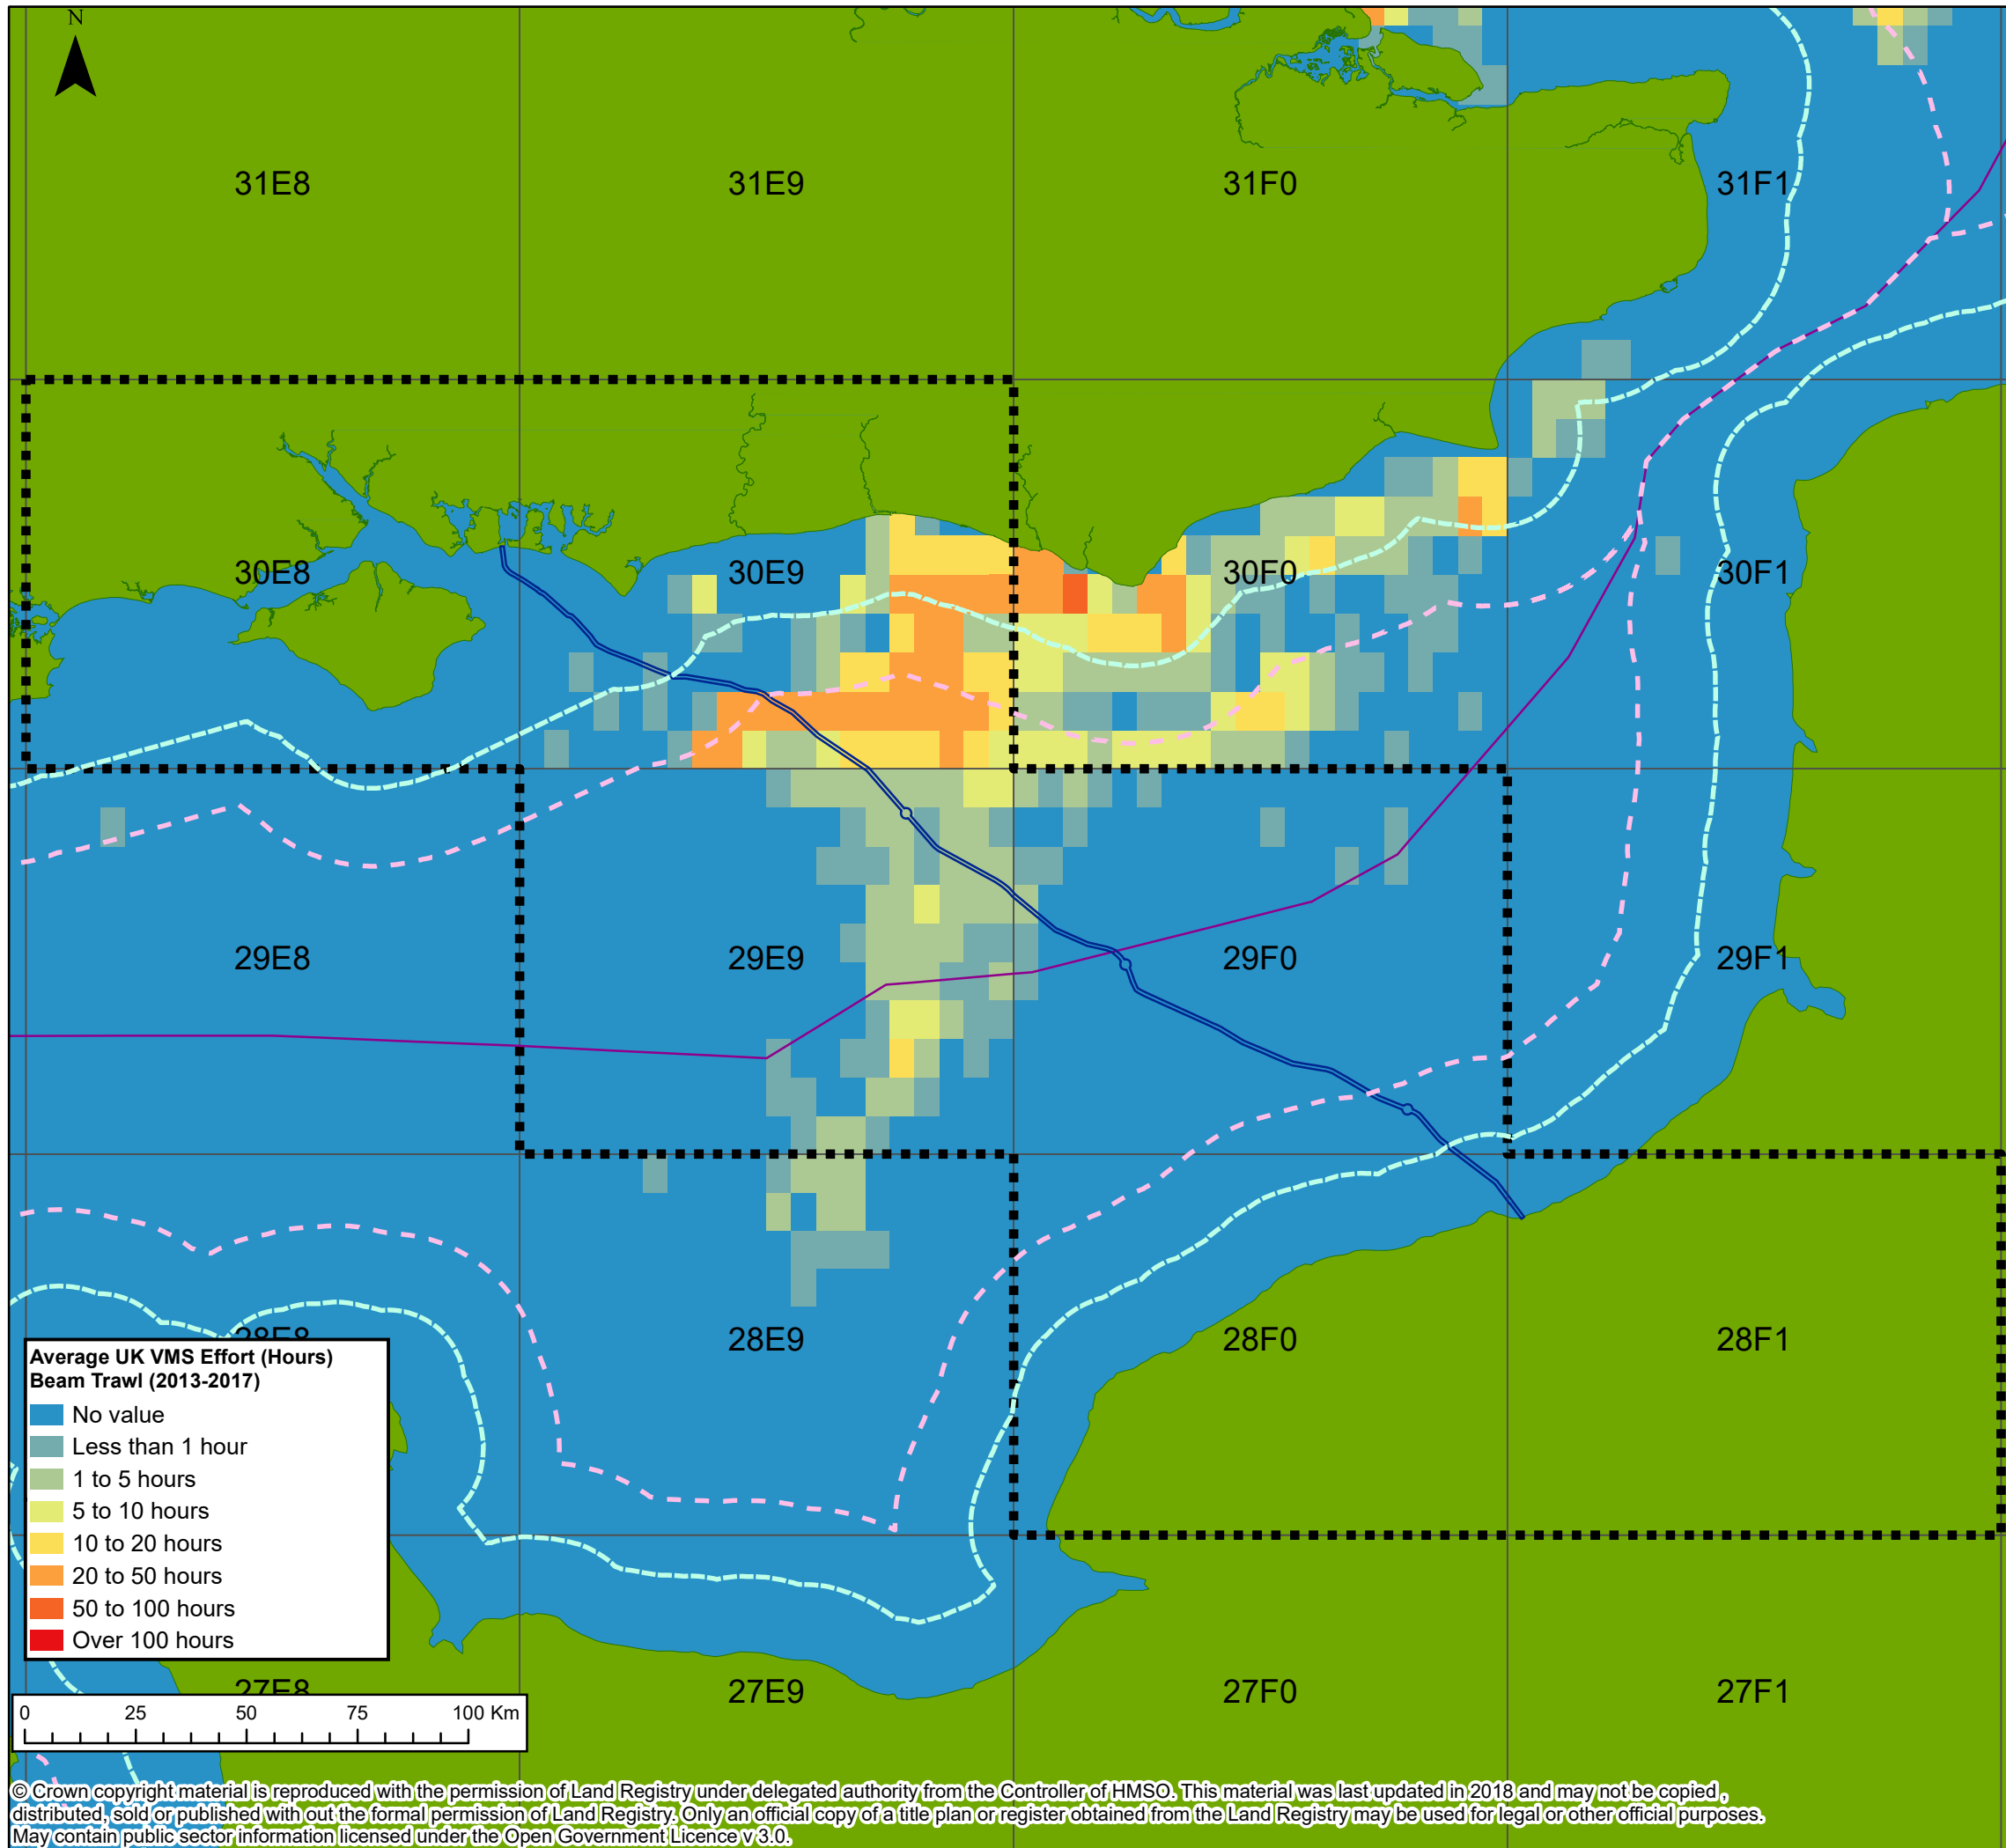 N
31E8
31E9
31F0
31F1
30E8
30E9
30F0
30F1
29E8
29E9
29F0
29F1
28E8
28E9
28F0
28F1
Average UK VMS Effort (Hours)
Beam Trawl (2013-2017)
No value
Less than 1 hour
1 to 5 hours
5 to 10 hours
10 to 20 hours
20 to 50 hours
50 to 100 hours
Over 100 hours
27E8
27E9
27F0
27F1
0 25 50 75 100 Km
© Crown copyright material is reproduced with the permission of Land Registry under delegated authority from the Controller of HMSO. This material was last updated in 2018 and may not be copied ,
distributed, sold or published with out the formal permission of Land Registry. Only an official copy of a title plan or register obtained from the Land Registry may be used for legal or other official purposes.
May contain public sector information licensed under the Open Government Licence v 3.0.